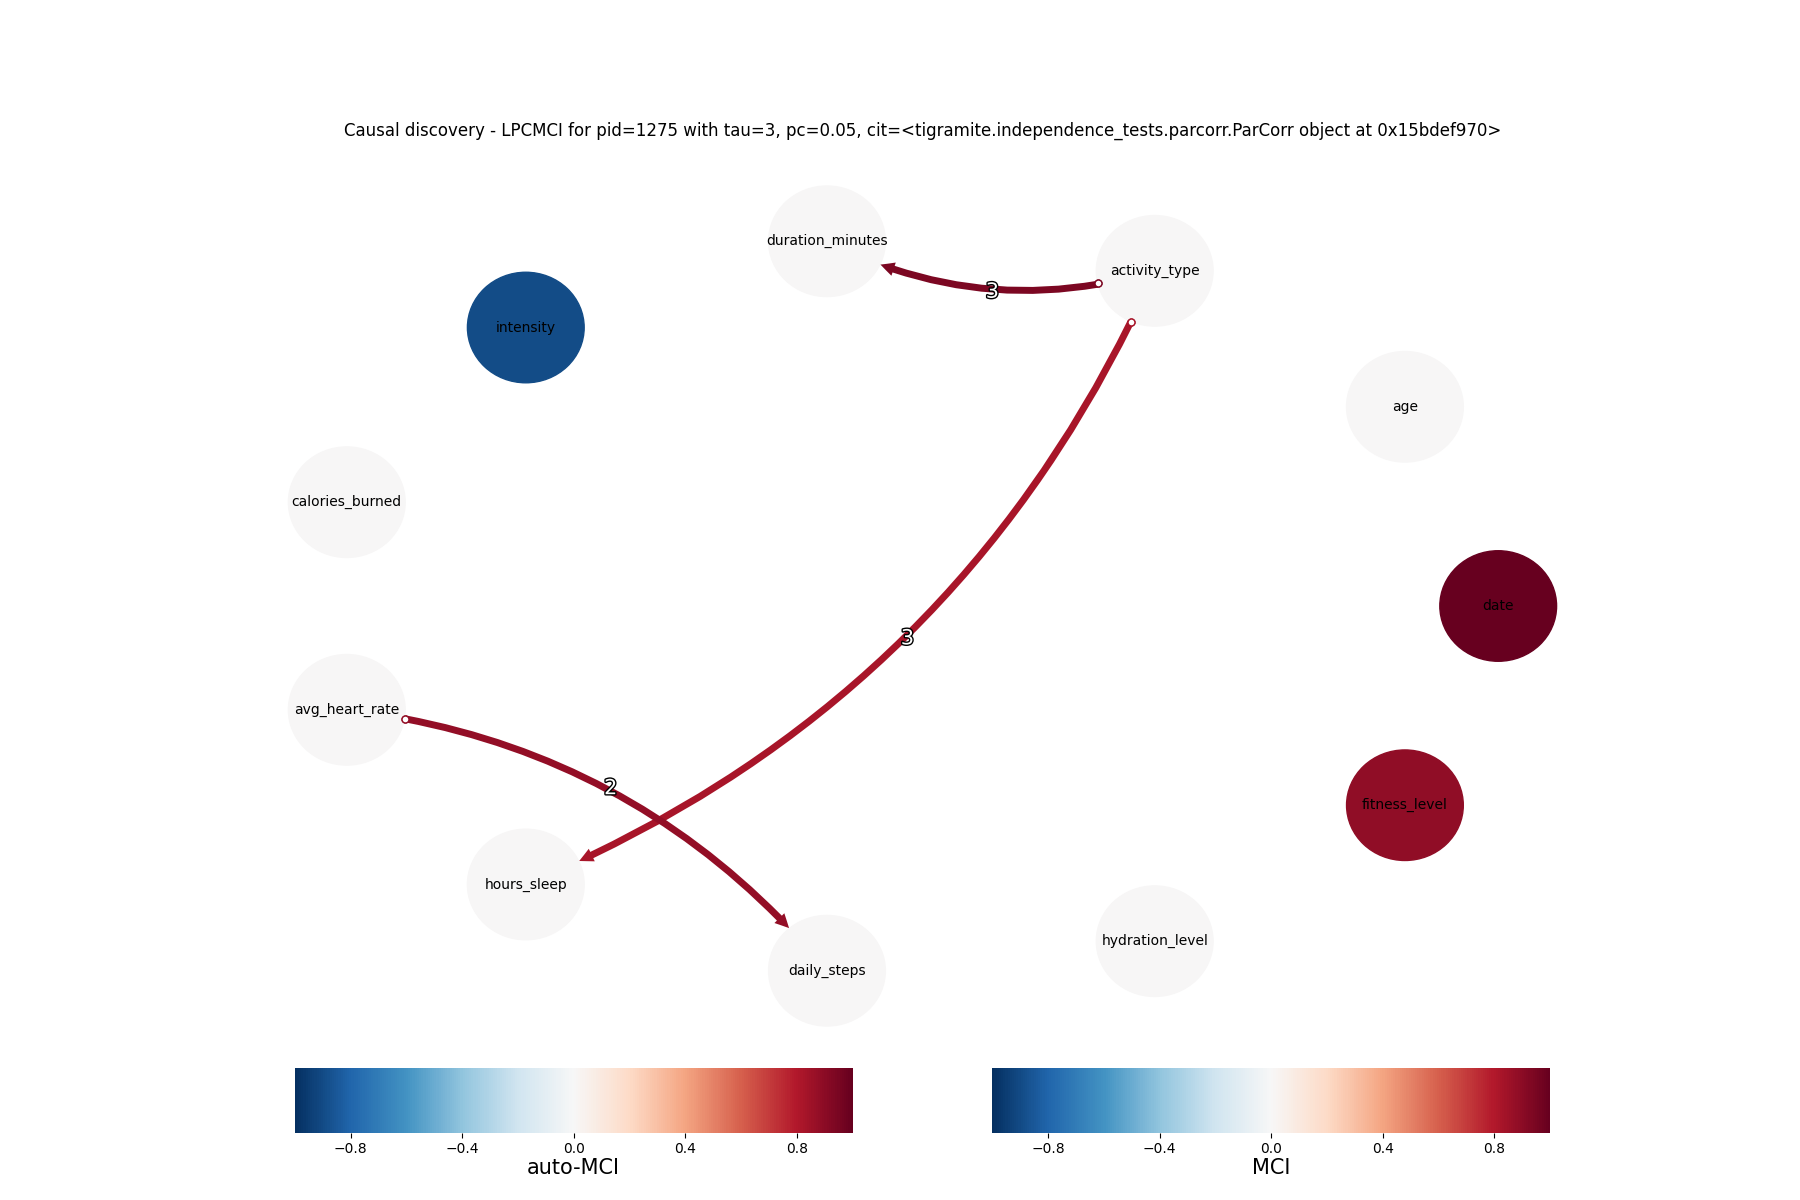 Causal discovery - LPCMCI for pid=1275 with tau=3, pc=0.05, cit=<tigramite.independence_tests.parcorr.ParCorr object at 0x15bdef970>
duration_minutes
activity_type
3
intensity
age
calories_burned
date
3
avg_heart_rate
2
fitness_level
hours_sleep
hydration_level
daily_steps
−0.8 −0.4 0.0 0.4 0.8
auto-MCI
−0.8 −0.4 0.0 0.4 0.8
MCI